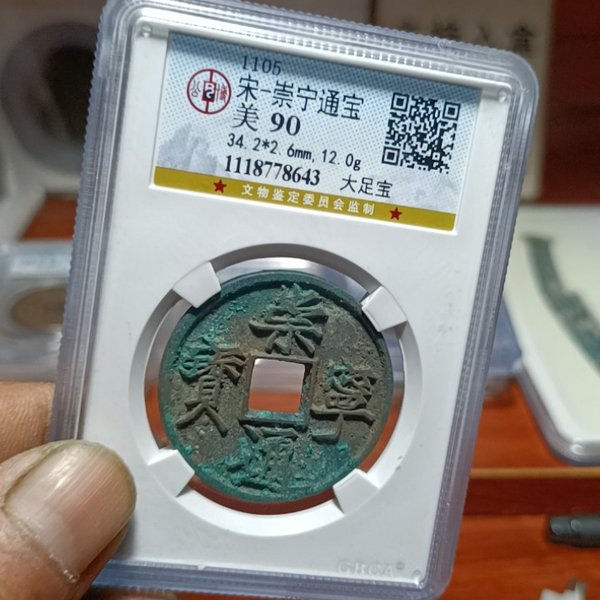 1105
宋-崇宁通宝
美 90
34.2*2.6mm, 12.0g
1118778643 大足宝
文物鉴定委员会监制
崇
寧
通
寳